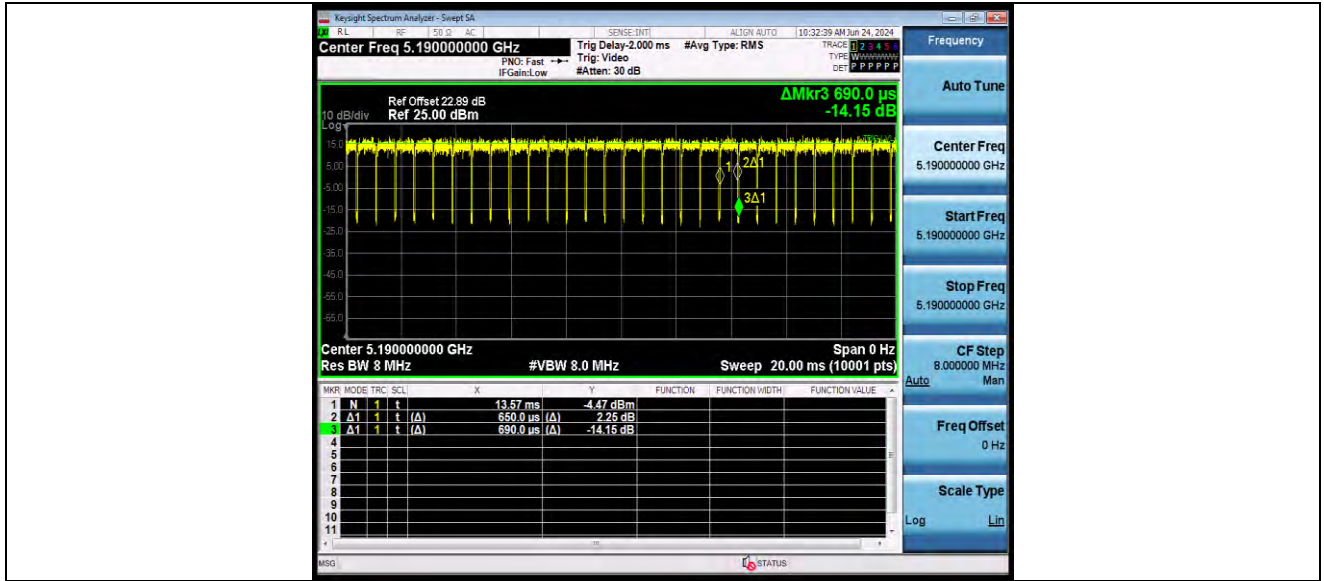 Keysight Spectrum Analyzer - Swept SA
RL RF 50 Ω AC SENSE:INT ALIGN AUTO 10:32:39 AM Jun 24, 2024
Center Freq 5.190000000 GHz
PNO: Fast
IFGain:Low
Trig Delay-2.000 ms
Trig: Video
#Atten: 30 dB
#Avg Type: RMS
TRACE 1 2 3 4 5 6
TYPE WWWWWW
DET P P P P P P
ΔMkr3 690.0 µs
-14.15 dB
Ref Offset 22.89 dB
10 dB/div Ref 25.00 dBm
Log
15.0
5.00
-5.00
-15.0
-25.0
-35.0
-45.0
-55.0
-65.0
1
2Δ1
3Δ1
Center 5.190000000 GHz Span 0 Hz
Res BW 8 MHz #VBW 8.0 MHz Sweep 20.00 ms (10001 pts)
MKR MODE TRC SCL X Y FUNCTION FUNCTION WIDTH FUNCTION VALUE
1 N 1 t 13.57 ms -4.47 dBm
2 Δ1 1 t (Δ) 650.0 µs (Δ) 2.25 dB
3 Δ1 1 t (Δ) 690.0 µs (Δ) -14.15 dB
4
5
6
7
8
9
10
11
MSG STATUS
Frequency
Auto Tune
Center Freq
5.190000000 GHz
Start Freq
5.190000000 GHz
Stop Freq
5.190000000 GHz
CF Step
8.000000 MHz
Auto Man
Freq Offset
0 Hz
Scale Type
Log Lin